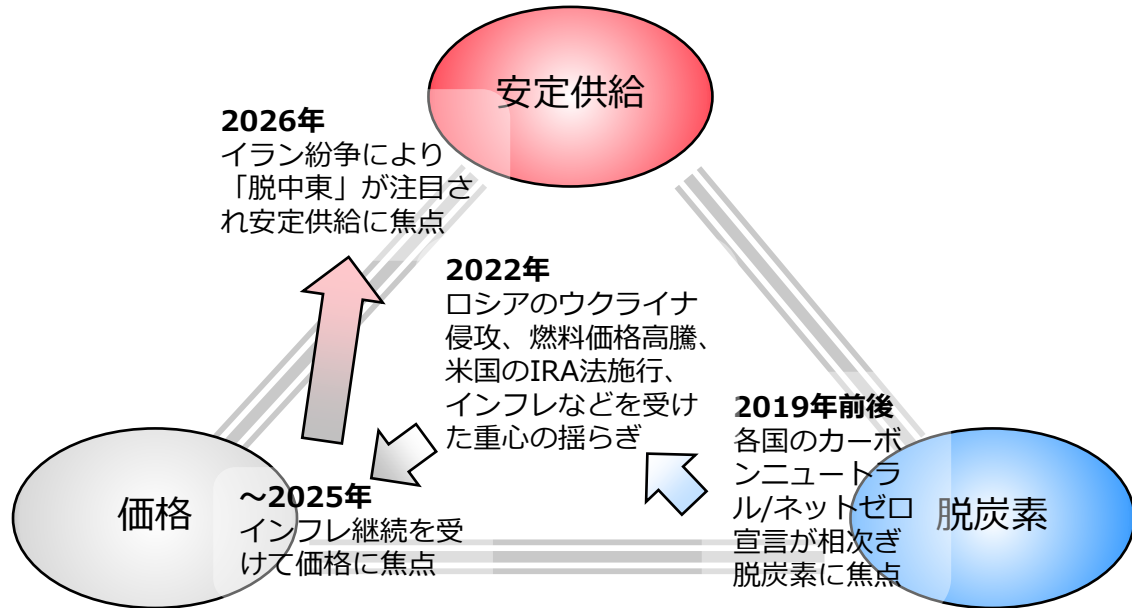 安定供給
2026年
イラン紛争により
「脱中東」が注目さ
れ安定供給に焦点
2022年
ロシアのウクライナ
侵攻、燃料価格高騰、
米国のIRA法施行、
インフレなどを受け
た重心の揺らぎ
2019年前後
各国のカーボ
ンニュートラ
ル/ネットゼロ
宣言が相次ぎ
脱炭素に焦点
脱炭素
価格
～2025年
インフレ継続を受
けて価格に焦点